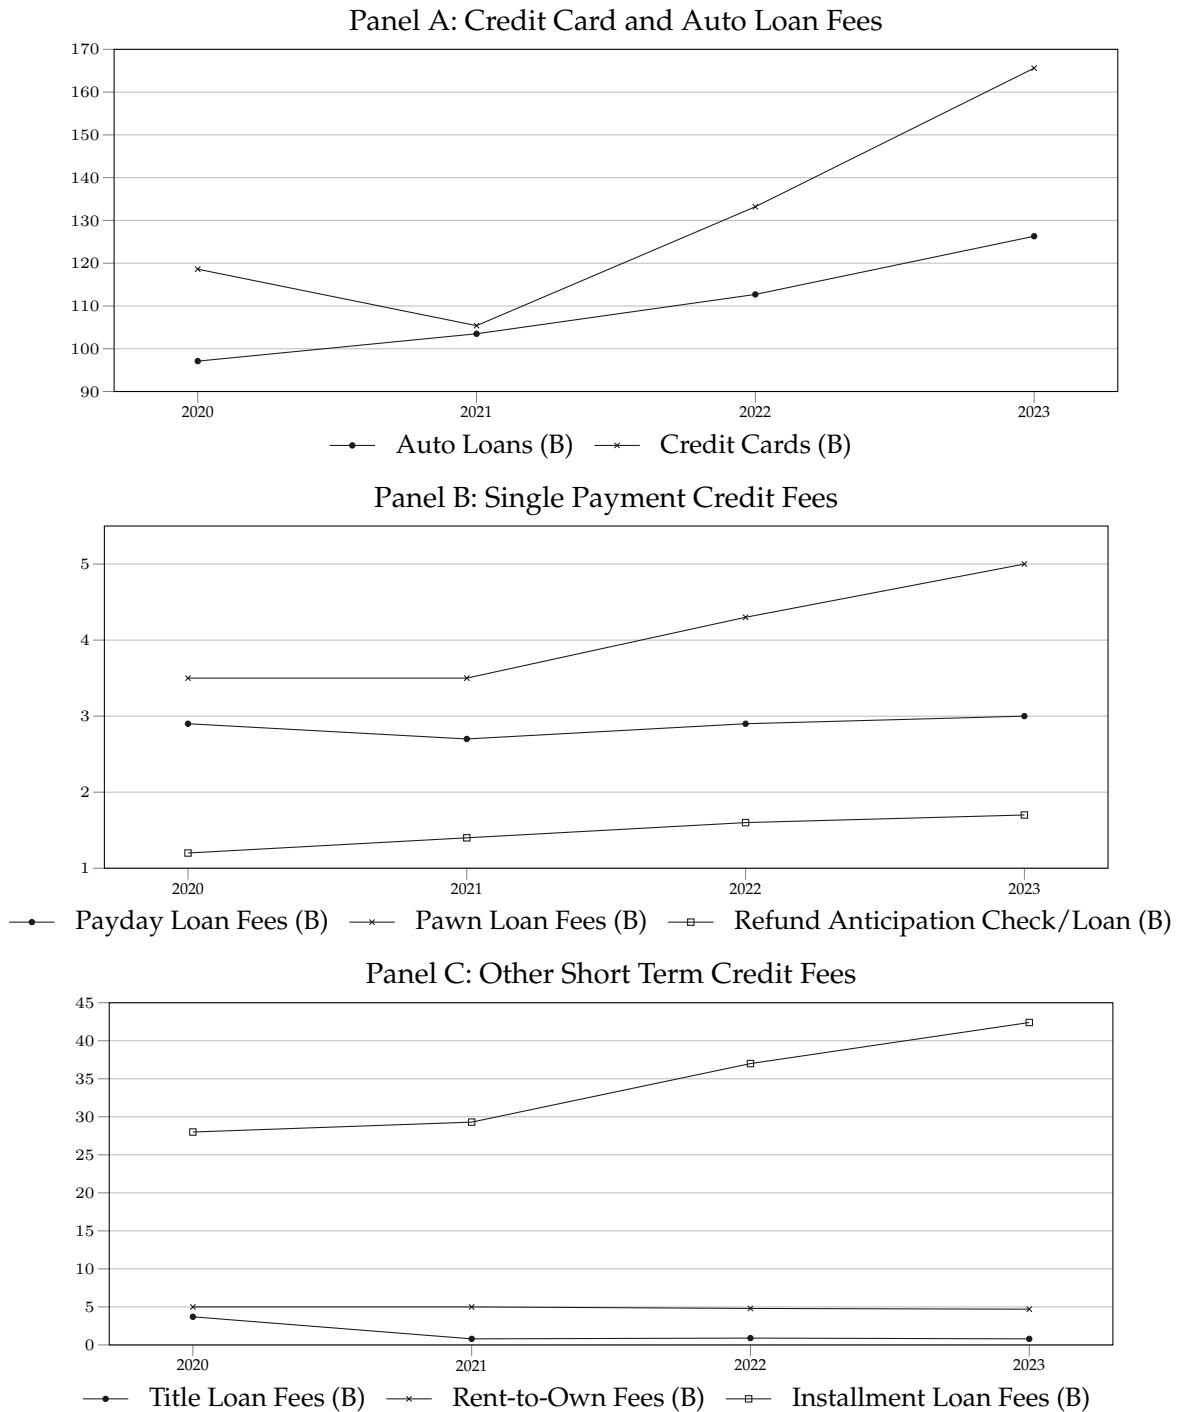 Panel A: Credit Card and Auto Loan Fees
170
160
150
140
130
120
110
100
90
2020 2021 2022 2023
Auto Loans (B) Credit Cards (B)
Panel B: Single Payment Credit Fees
5
4
3
2
1
2020 2021 2022 2023
Payday Loan Fees (B) Pawn Loan Fees (B) Refund Anticipation Check/Loan (B)
Panel C: Other Short Term Credit Fees
45
40
35
30
25
20
15
10
5
0
2020 2021 2022 2023
Title Loan Fees (B) Rent-to-Own Fees (B) Installment Loan Fees (B)